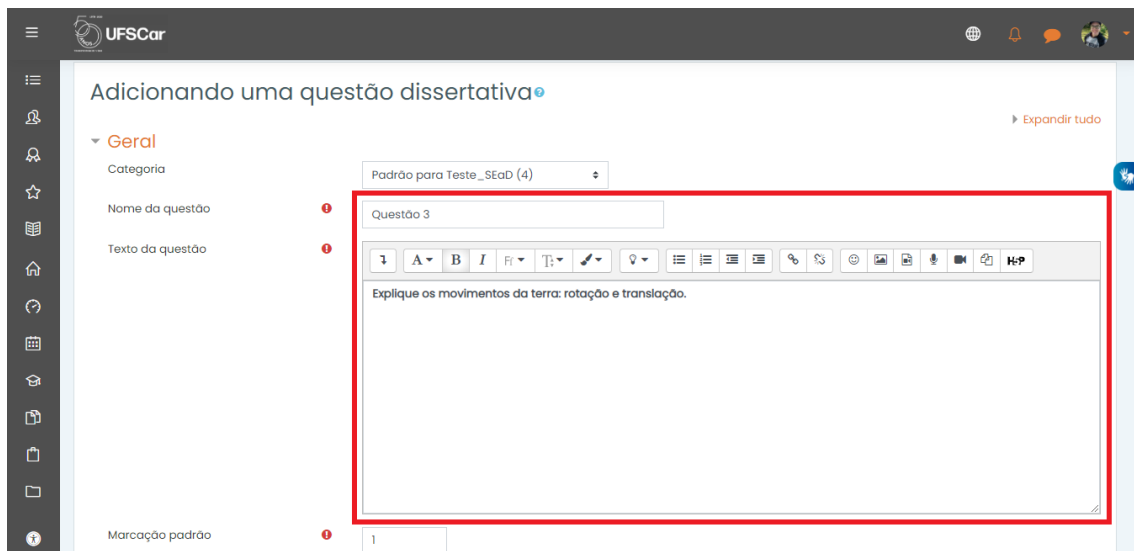 UFSCar
Adicionando uma questão dissertativa
Expandir tudo
Geral
Categoria
Padrão para Teste_SEaD (4)
Nome da questão
Questão 3
Texto da questão
Explique os movimentos da terra: rotação e translação.
Marcação padrão
1